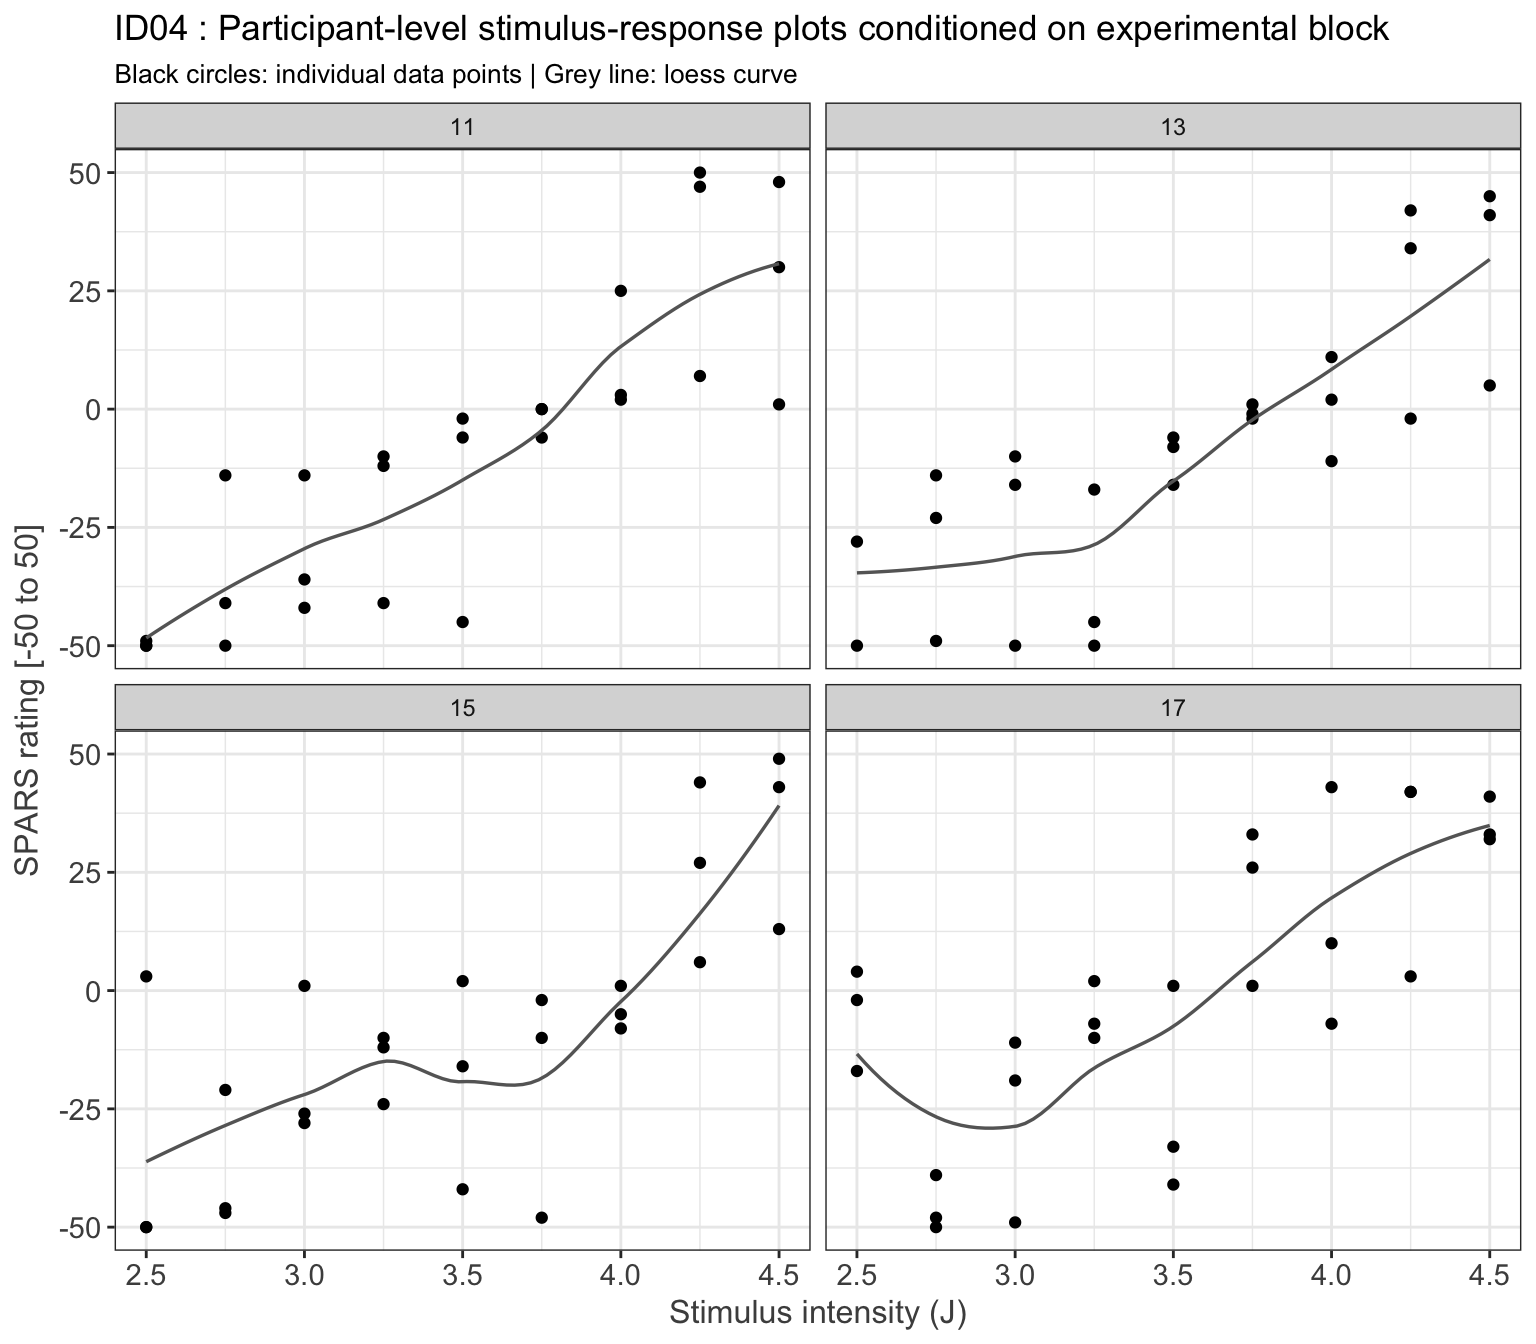 ID04 : Participant-level stimulus-response plots conditioned on experimental block
Black circles: individual data points | Grey line: loess curve
11
13
50
25
0
-25
-50
SPARS rating [-50 to 50]
15
17
50
25
0
-25
-50
2.5 3.0 3.5 4.0 4.5
2.5 3.0 3.5 4.0 4.5
Stimulus intensity (J)